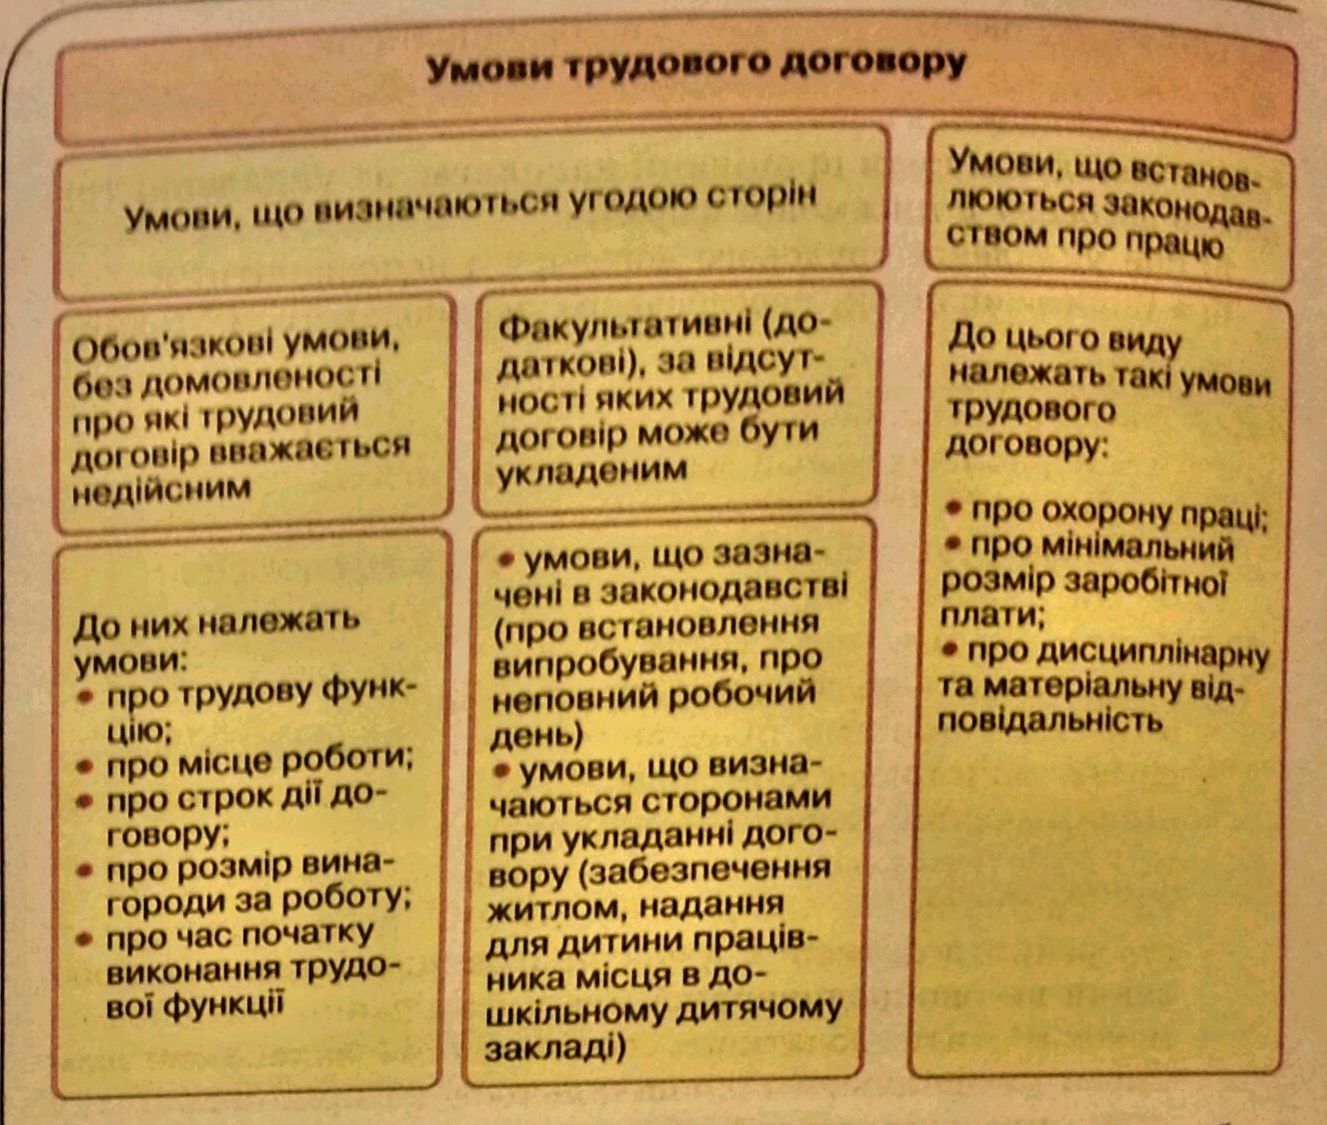 Умови трудового договору
Умови, що визначаються угодою сторін
Умови, що встанов-
люються законодав-
ством про працю
Обов'язкові умови,
без домовленості
про які трудовий
договір вважається
недійсним
До них належать
умови:
• про трудову функ-
цію;
• про місце роботи;
• про строк дії до-
говору;
• про розмір вина-
городи за роботу;
• про час початку
виконання трудо-
вої функції
Факультативні (до-
даткові), за відсут-
ності яких трудовий
договір може бути
укладеним
• умови, що зазна-
чені в законодавстві
(про встановлення
випробування, про
неповний робочий
день)
• умови, що визна-
чаються сторонами
при укладанні дого-
вору (забезпечення
житлом, надання
для дитини праців-
ника місця в до-
шкільному дитячому
закладі)
До цього виду
належать такі умови
трудового
договору:
• про охорону праці;
• про мінімальний
розмір заробітної
плати;
• про дисциплінарну
та матеріальну від-
повідальність